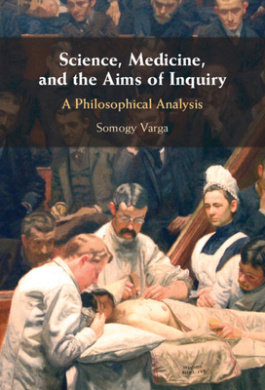 Science, Medicine,
and the Aims of Inquiry
A Philosophical Analysis
Somogy Varga